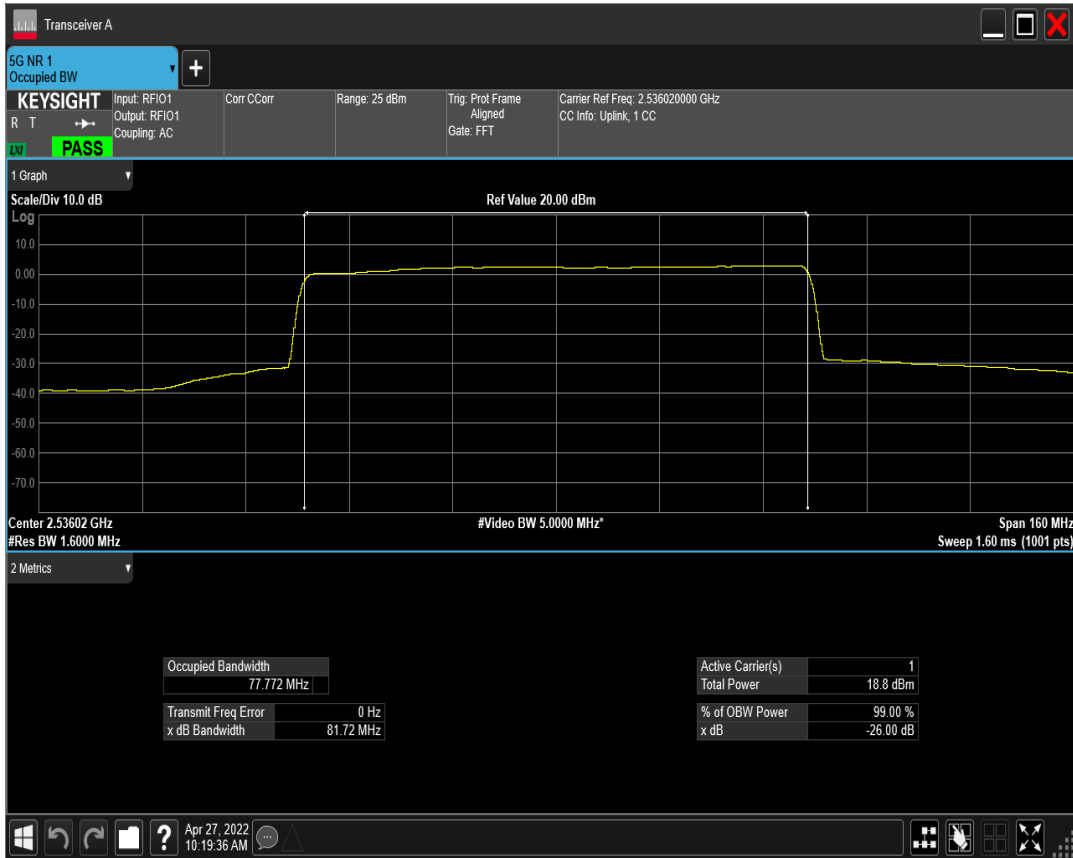 Transceiver A
5G NR 1
Occupied BW
KEYSIGHT
R T
LXI
PASS
Input: RFIO1
Output: RFIO1
Coupling: AC
Corr CCorr
Range: 25 dBm
Trig: Prot Frame
Aligned
Gate: FFT
Carrier Ref Freq: 2.536020000 GHz
CC Info: Uplink, 1 CC
1 Graph
Scale/Div 10.0 dB
Ref Value 20.00 dBm
Log
10.0
0.00
-10.0
-20.0
-30.0
-40.0
-50.0
-60.0
-70.0
Center 2.53602 GHz
#Video BW 5.0000 MHz*
Span 160 MHz
#Res BW 1.6000 MHz
Sweep 1.60 ms (1001 pts)
2 Metrics
Occupied Bandwidth
77.772 MHz
Transmit Freq Error 0 Hz
x dB Bandwidth 81.72 MHz
Active Carrier(s) 1
Total Power 18.8 dBm
% of OBW Power 99.00 %
x dB -26.00 dB
?
Apr 27, 2022
10:19:36 AM